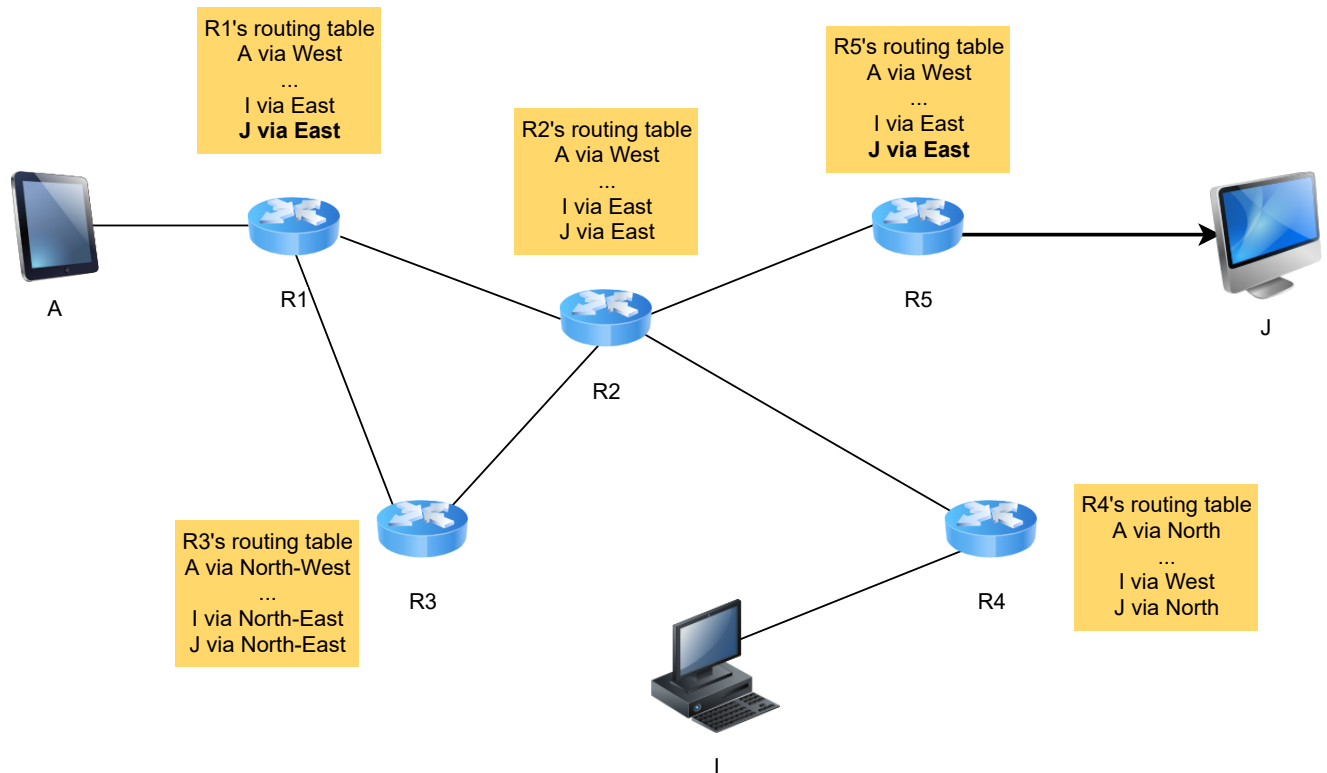 R1's routing table
A via West
...
I via East
J via East
R5's routing table
A via West
...
I via East
J via East
R2's routing table
A via West
...
I via East
J via East
A
R1
R5
J
R2
R3's routing table
A via North-West
...
I via North-East
J via North-East
R3
R4
R4's routing table
A via North
...
I via West
J via North
I